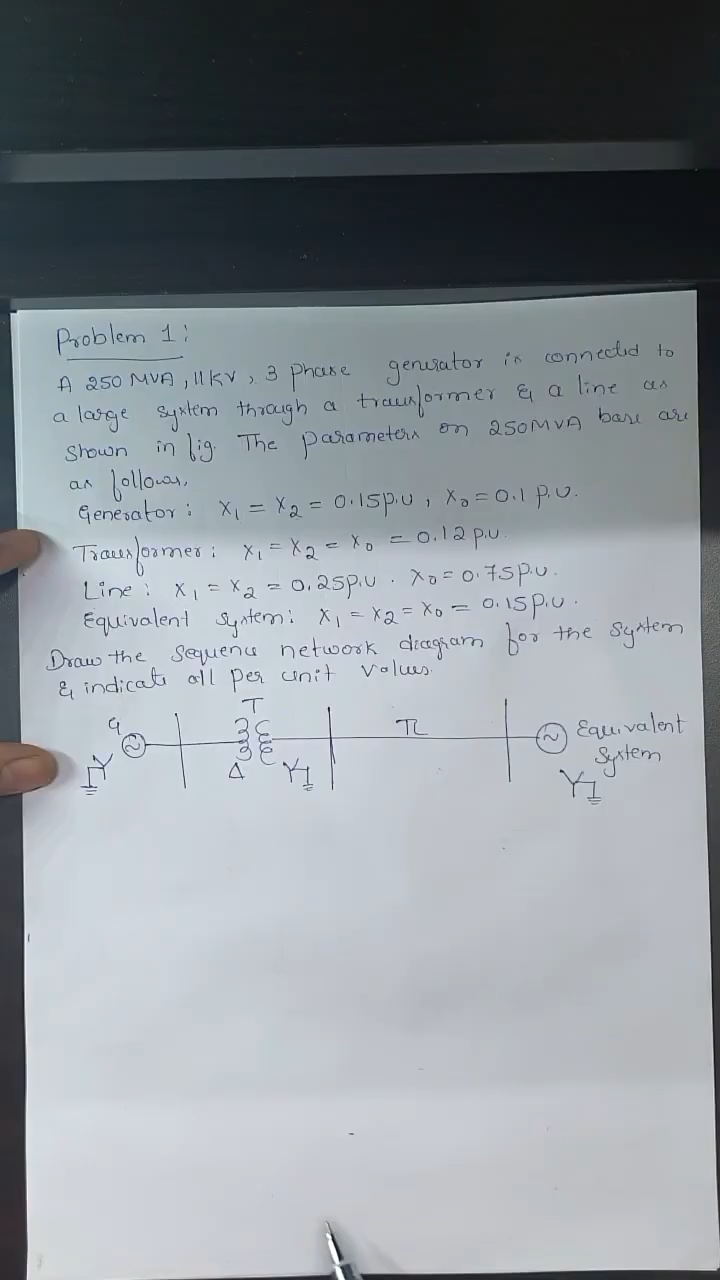 Problem 1:
A 250 MVA, 11KV, 3 phase generator is connected to
a large system through a transformer & a line as
shown in fig. The parameters on 250MVA base are
as follows,
Generator: X₁ = X₂ = 0.15p.u, X₀ = 0.1 p.u.
Transformer: X₁ = X₂ = X₀ = 0.12 p.u.
Line: X₁ = X₂ = 0.25p.u. X₀ = 0.75p.u.
Equivalent system: X₁ = X₂ = X₀ = 0.15p.u.
Draw the sequence network diagram for the system
& indicate all per unit values.
T
G
TL
Equivalent
System
Δ